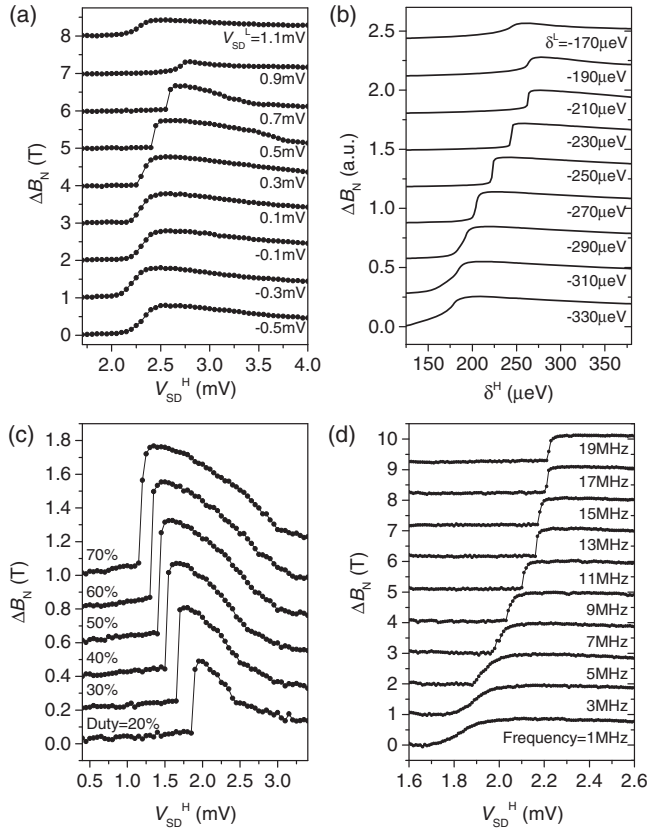 (a)
V_SD^L=1.1mV
0.9mV
0.7mV
0.5mV
0.3mV
0.1mV
-0.1mV
-0.3mV
-0.5mV
ΔB_N (T)
8
7
6
5
4
3
2
1
0
2.0 2.5 3.0 3.5 4.0
V_SD^H (mV)
(b)
δ^L=-170μeV
-190μeV
-210μeV
-230μeV
-250μeV
-270μeV
-290μeV
-310μeV
-330μeV
ΔB_N (a.u.)
2.5
2.0
1.5
1.0
0.5
0.0
150 200 250 300 350
δ^H (μeV)
(c)
ΔB_N (T)
1.8
1.6
1.4
1.2
1.0
0.8
0.6
0.4
0.2
0.0
70%
60%
50%
40%
30%
Duty=20%
0.5 1.0 1.5 2.0 2.5 3.0
V_SD^H (mV)
(d)
ΔB_N (T)
10
9
8
7
6
5
4
3
2
1
0
19MHz
17MHz
15MHz
13MHz
11MHz
9MHz
7MHz
5MHz
3MHz
Frequency=1MHz
1.6 1.8 2.0 2.2 2.4 2.6
V_SD^H (mV)